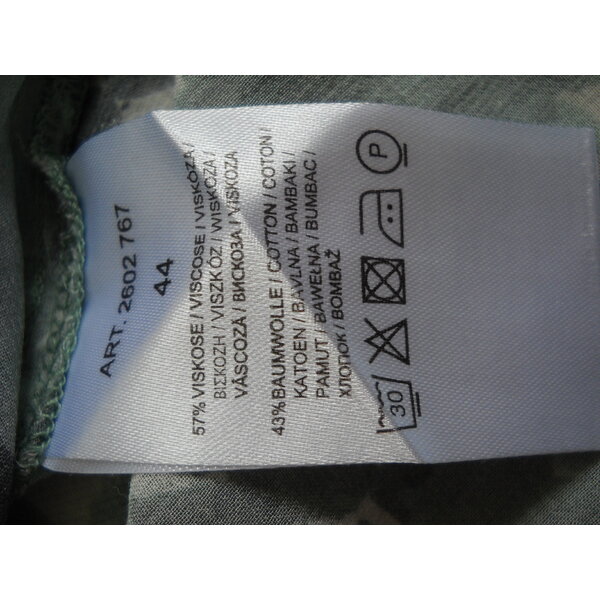 ART. 2602 767
44
57% VISKOSE / VISCOSE / VISKÓZA /
ΒΙΣΚΟΖΗ / VISZKÓZ / WISKOZA /
VÂSCOZA / ВИСКОЗА / VISKOZA
43% BAUMWOLLE / COTTON / COTON /
KATOEN / BAVLNA / BAMBAKI /
PAMUT / BAWEŁNA / BUMBAC /
ХЛОПОК / BOMBAŽ
30
P